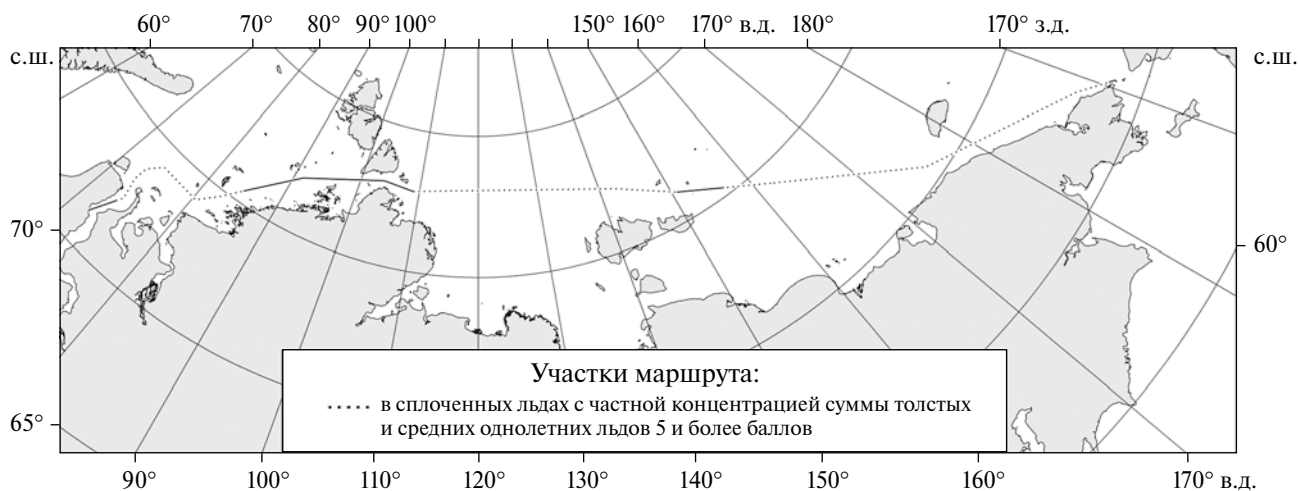 60° 70° 80° 90° 100° 150° 160° 170° в.д. 180° 170° з.д.
с.ш. с.ш.
70° 60°
Участки маршрута:
в сплоченных льдах с частной концентрацией суммы толстых
и средних однолетних льдов 5 и более баллов
65°
90° 100° 110° 120° 130° 140° 150° 160° 170° в.д.